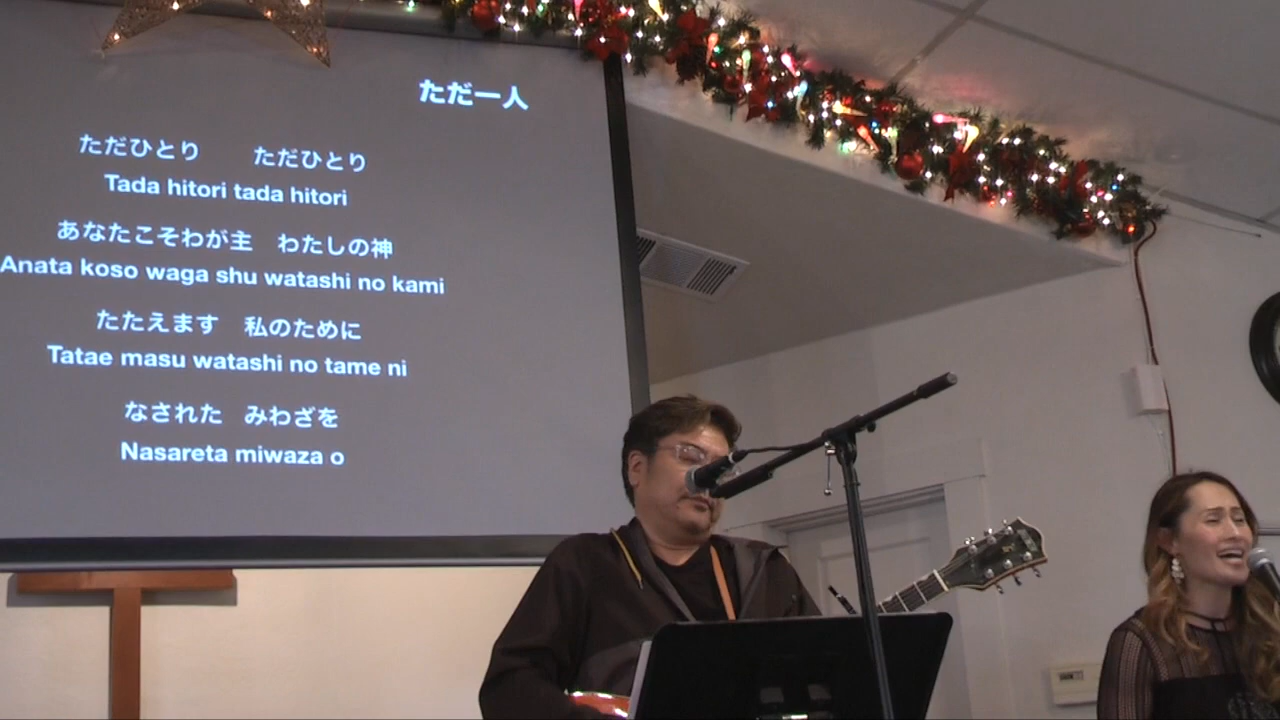 ただ一人
ただひとり ただひとり
Tada hitori tada hitori
あなたこそわが主 わたしの神
Anata koso waga shu watashi no kami
たたえます 私のために
Tatae masu watashi no tame ni
なされた みわざを
Nasareta miwaza o